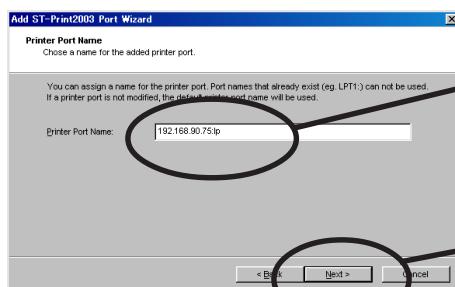 Add ST-Print2003 Port Wizard
Printer Port Name
Chose a name for the added printer port.
You can assign a name for the printer port. Port names that already exist (eg. LPT1:) can not be used.
If a printer port is not modified, the default printer port name will be used.
Printer Port Name:
192.168.90.75:lp
< Back
Next >
Cancel